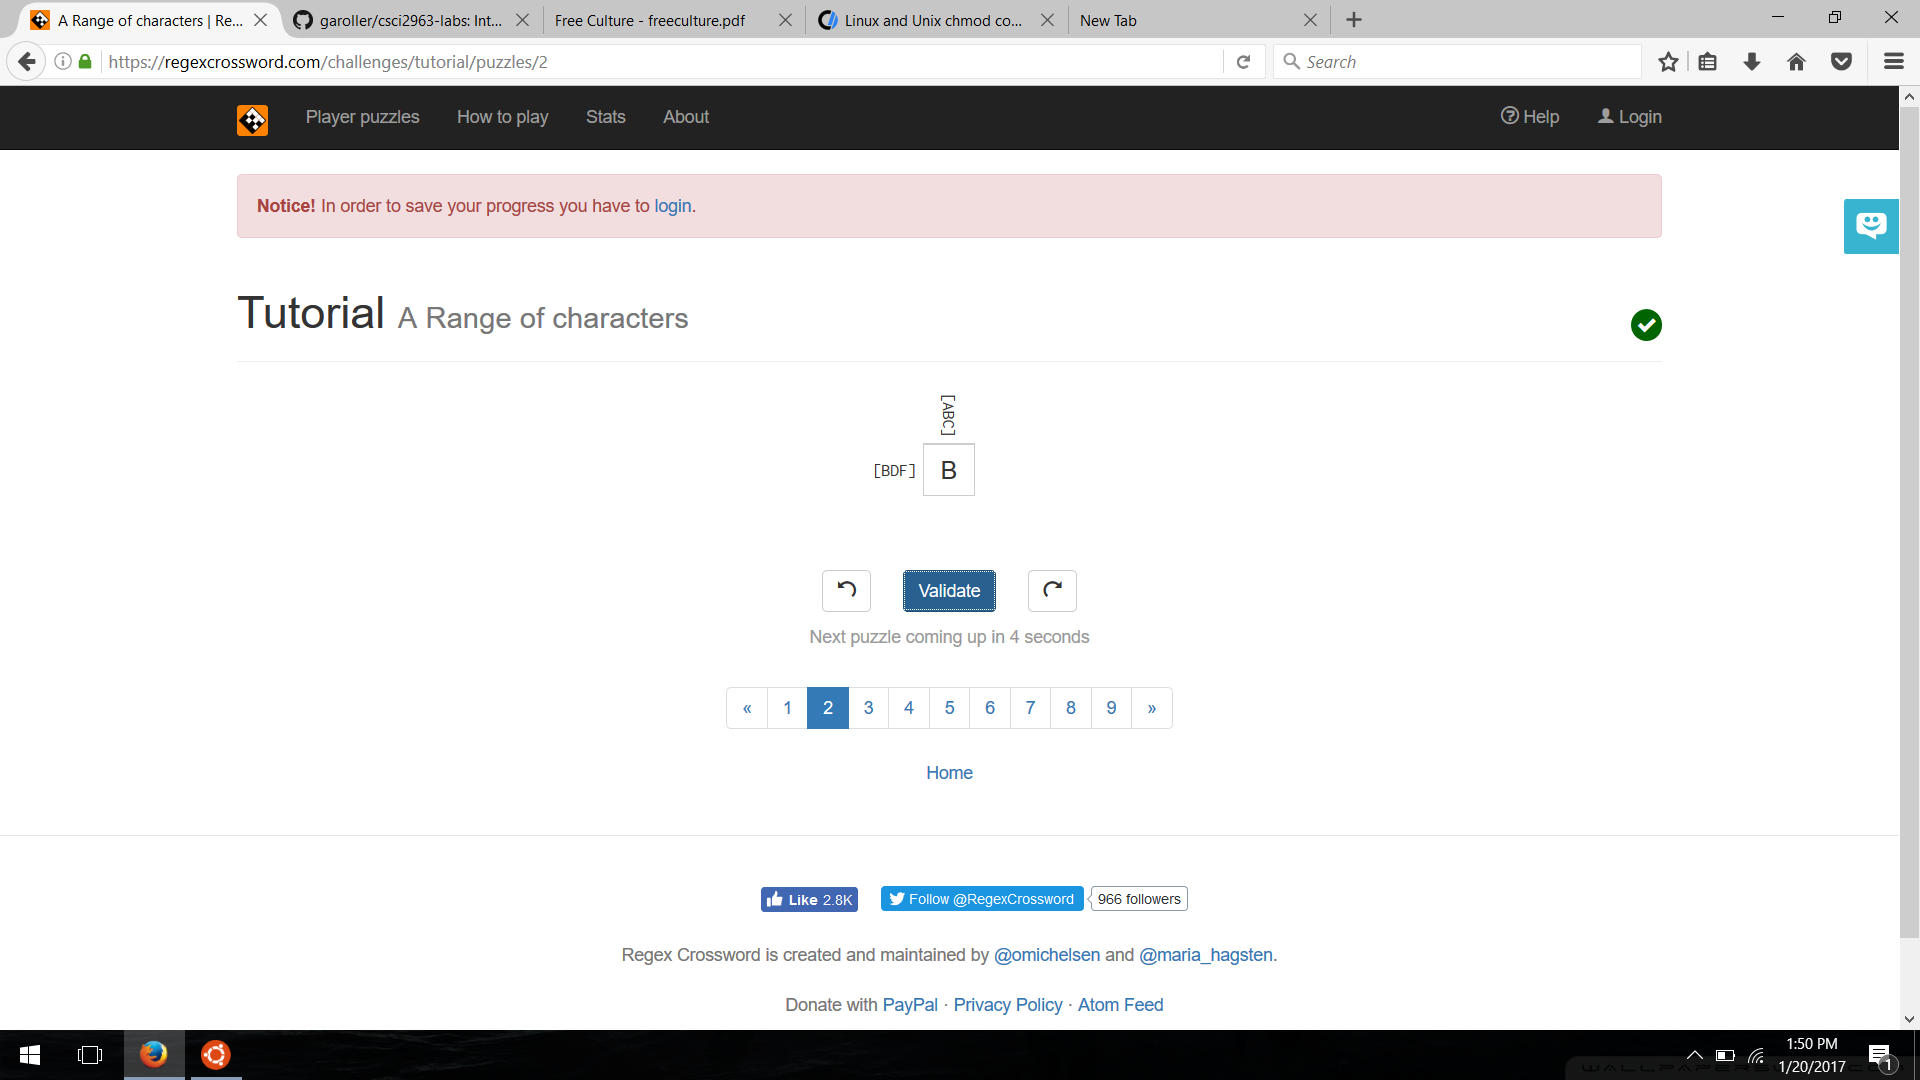 A Range of characters | Re...
garoller/csci2963-labs: Int...
Free Culture - freeculture.pdf
Linux and Unix chmod co...
New Tab
https://regexcrossword.com/challenges/tutorial/puzzles/2
Search
Player puzzles
How to play
Stats
About
Help
Login
Notice! In order to save your progress you have to login.
Tutorial A Range of characters
[ABC]
[BDF] B
Validate
Next puzzle coming up in 4 seconds
« 1 2 3 4 5 6 7 8 9 »
Home
Like 2.8K
Follow @RegexCrossword
966 followers
Regex Crossword is created and maintained by @omichelsen and @maria_hagsten.
Donate with PayPal · Privacy Policy · Atom Feed
1:50 PM
1/20/2017
1